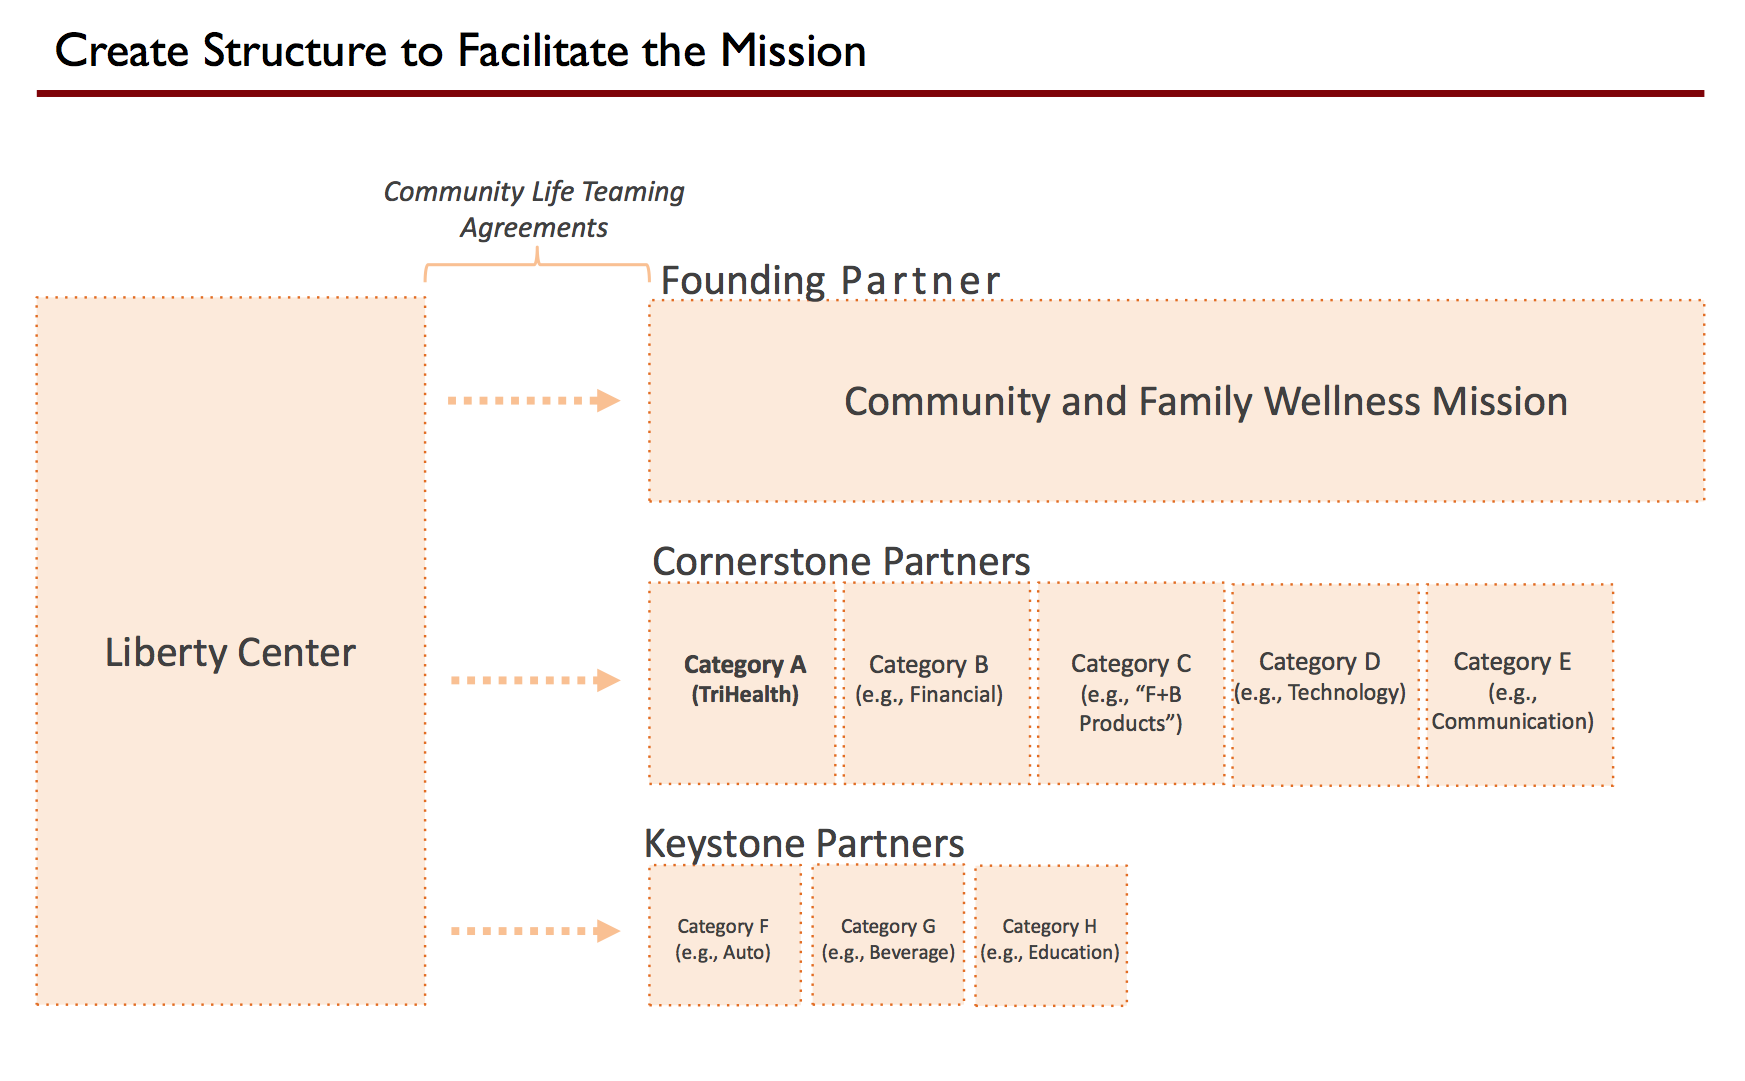 Create Structure to Facilitate the Mission
Community Life Teaming
Agreements
Founding Partner
Community and Family Wellness Mission
Liberty Center
Cornerstone Partners
Category A
(TriHealth)
Category B
(e.g., Financial)
Category C
(e.g., “F+B
Products”)
Category D
(e.g., Technology)
Category E
(e.g.,
Communication)
Keystone Partners
Category F
(e.g., Auto)
Category G
(e.g., Beverage)
Category H
(e.g., Education)